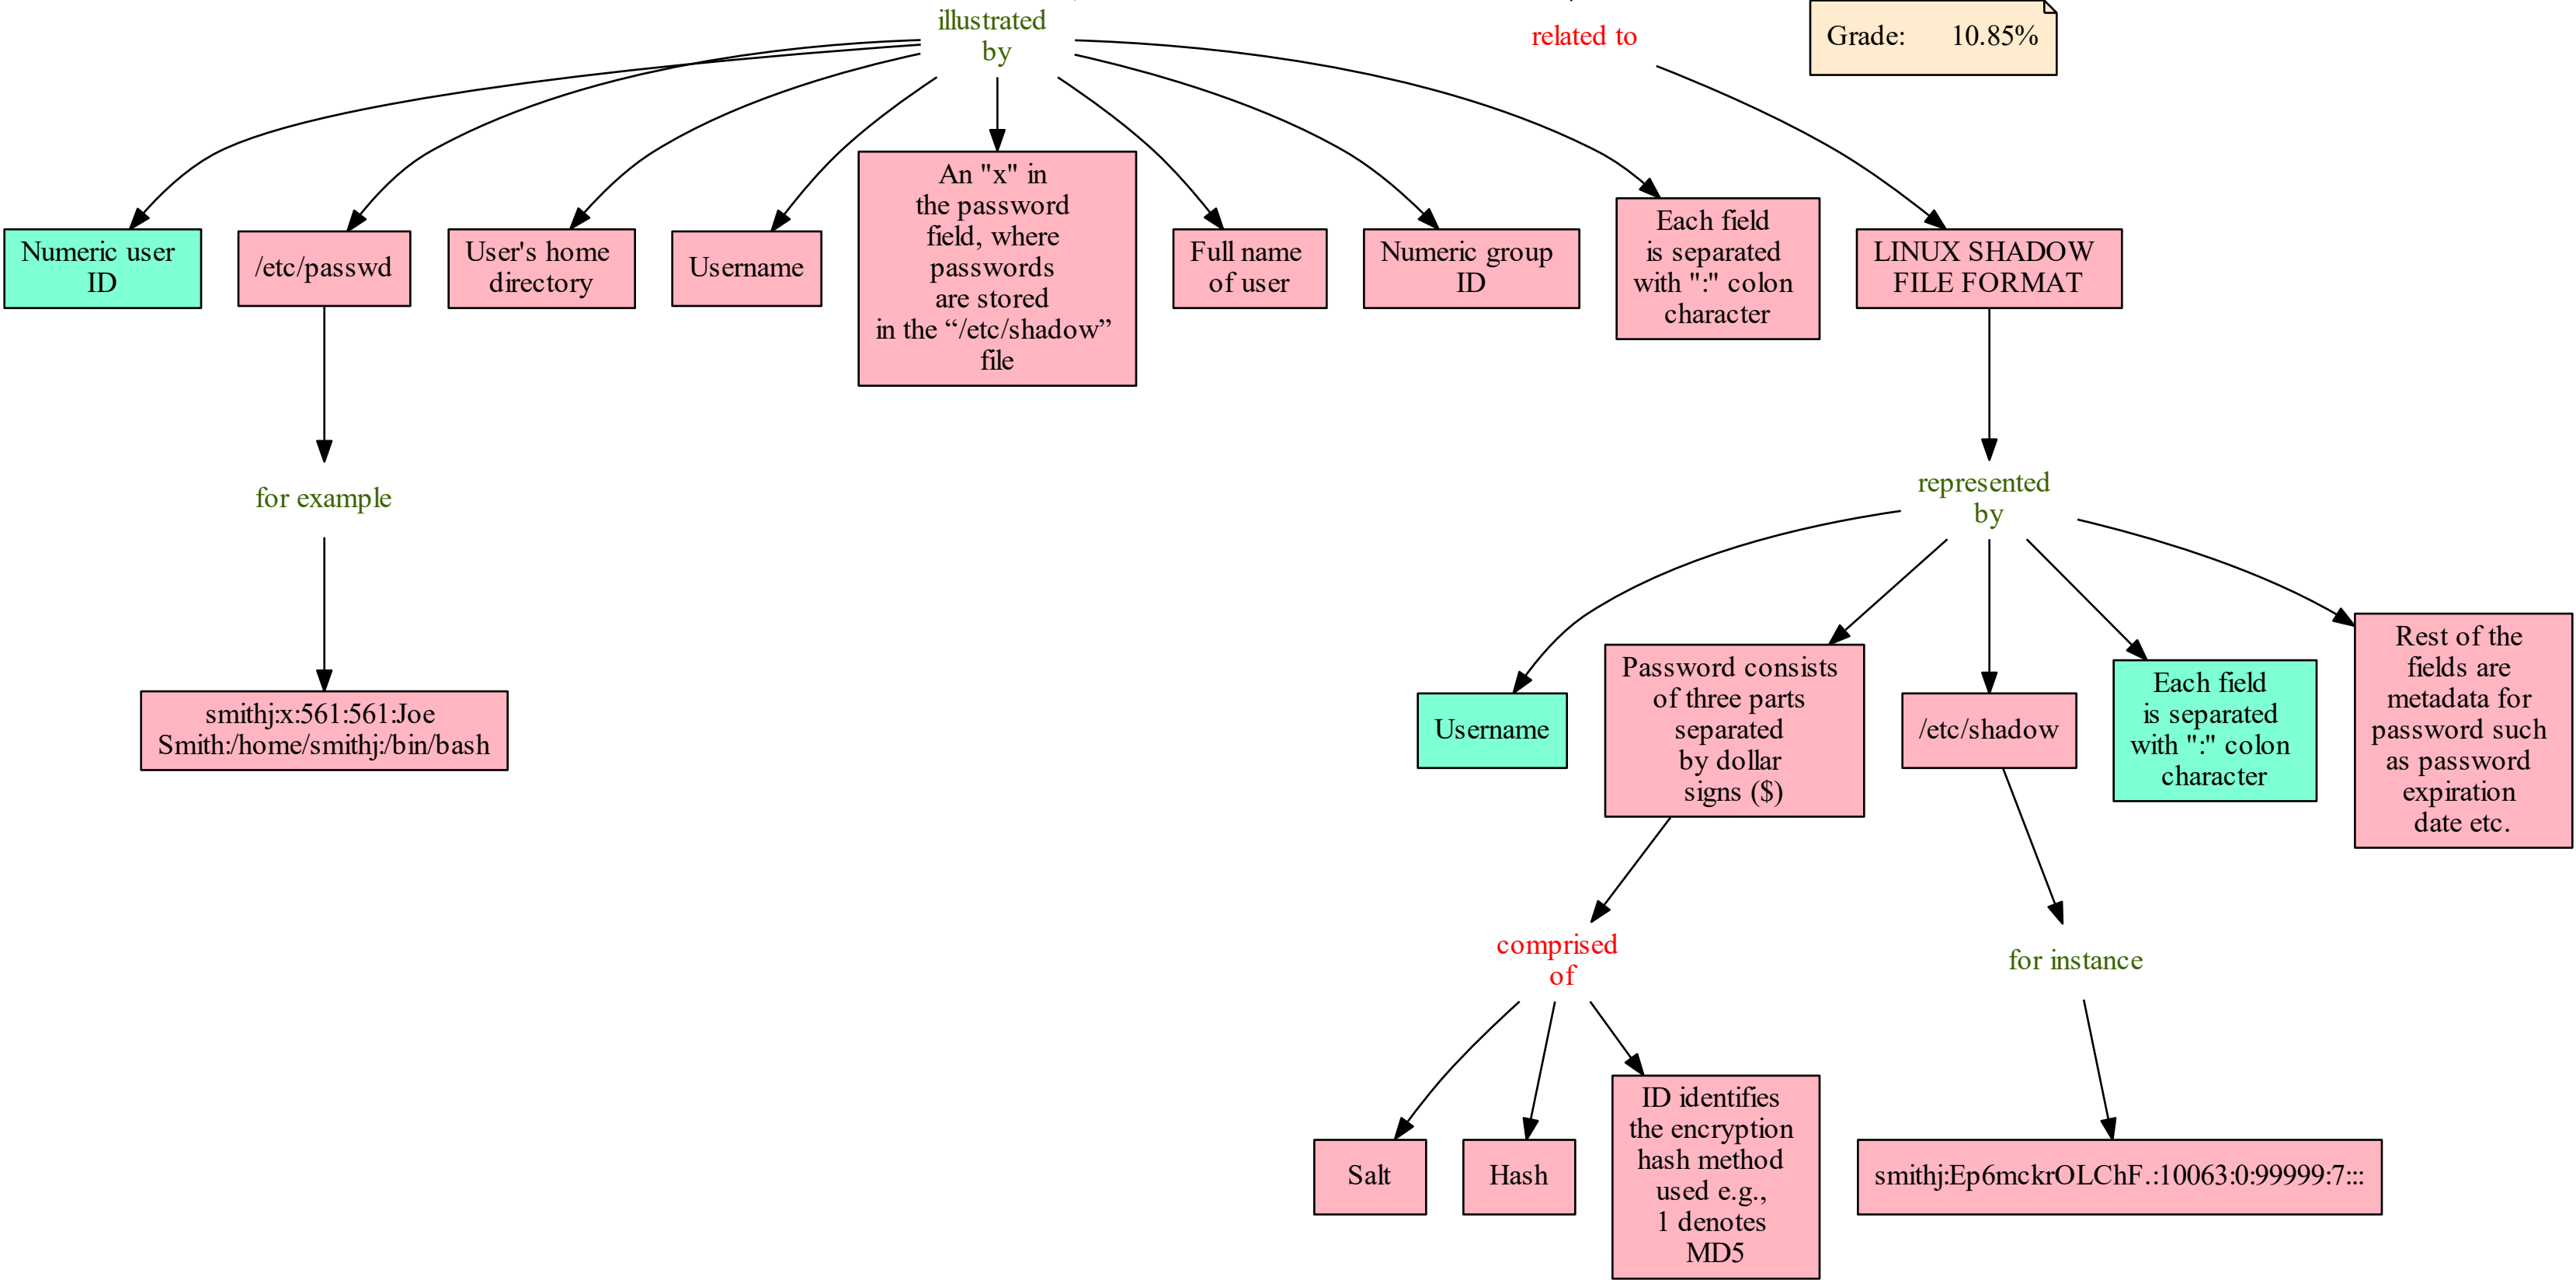 illustrated
by
related to
Grade: 10.85%
Numeric user
ID
/etc/passwd
User's home
directory
Username
An "x" in
the password
field, where
passwords
are stored
in the “/etc/shadow”
file
Full name
of user
Numeric group
ID
Each field
is separated
with ":" colon
character
LINUX SHADOW
FILE FORMAT
for example
represented
by
smithj:x:561:561:Joe
Smith:/home/smithj:/bin/bash
Username
Password consists
of three parts
separated
by dollar
signs ($)
/etc/shadow
Each field
is separated
with ":" colon
character
Rest of the
fields are
metadata for
password such
as password
expiration
date etc.
comprised
of
for instance
Salt
Hash
ID identifies
the encryption
hash method
used e.g.,
1 denotes
MD5
smithj:Ep6mckrOLChF.:10063:0:99999:7:::